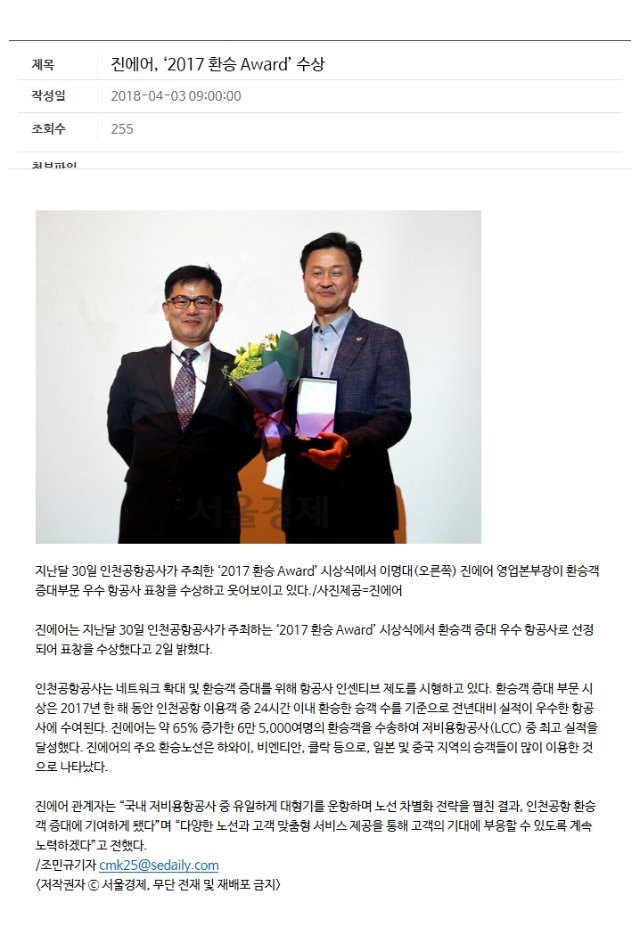 제목 진에어, ‘2017 환승 Award’ 수상
작성일 2018-04-03 09:00:00
조회수 255
첨부파일
서울경제
지난달 30일 인천공항공사가 주최한 ‘2017 환승 Award’ 시상식에서 이명대(오른쪽) 진에어 영업본부장이 환승객
증대부문 우수 항공사 표창을 수상하고 웃어보이고 있다./사진제공=진에어
진에어는 지난달 30일 인천공항공사가 주최하는 ‘2017 환승 Award’ 시상식에서 환승객 증대 우수 항공사로 선정
되어 표창을 수상했다고 2일 밝혔다.
인천공항공사는 네트워크 확대 및 환승객 증대를 위해 항공사 인센티브 제도를 시행하고 있다. 환승객 증대 부문 시
상은 2017년 한 해 동안 인천공항 이용객 중 24시간 이내 환승한 승객 수를 기준으로 전년대비 실적이 우수한 항공
사에 수여된다. 진에어는 약 65% 증가한 6만 5,000여명의 환승객을 수송하여 저비용항공사(LCC) 중 최고 실적을
달성했다. 진에어의 주요 환승노선은 하와이, 비엔티안, 클락 등으로, 일본 및 중국 지역의 승객들이 많이 이용한 것
으로 나타났다.
진에어 관계자는 “국내 저비용항공사 중 유일하게 대형기를 운항하며 노선 차별화 전략을 펼친 결과, 인천공항 환승
객 증대에 기여하게 됐다”며 “다양한 노선과 고객 맞춤형 서비스 제공을 통해 고객의 기대에 부응할 수 있도록 계속
노력하겠다”고 전했다.
/조민규기자 cmk25@sedaily.com
<저작권자 ⓒ 서울경제, 무단 전재 및 재배포 금지>